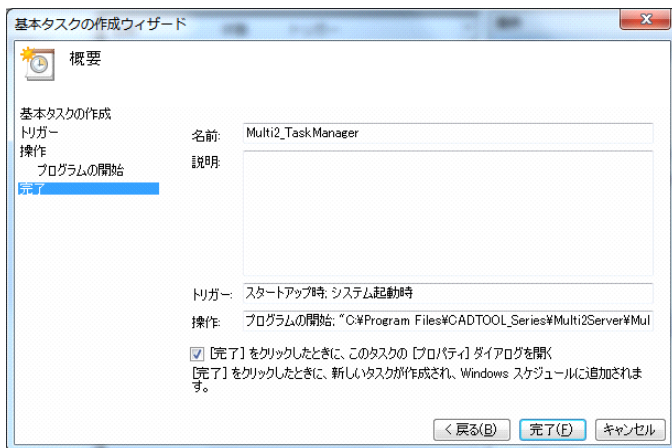 基本タスクの作成ウィザード
概要
基本タスクの作成
トリガー
操作
プログラムの開始
完了
名前: Multi2_TaskManager
説明:
トリガー: スタートアップ時; システム起動時
操作: プログラムの開始; "C:¥Program Files¥CADTOOL_Series¥Multi2Server¥Mul
[完了] をクリックしたときに、このタスクの [プロパティ] ダイアログを開く
[完了] をクリックしたときに、新しいタスクが作成され、Windows スケジュールに追加されま
す。
< 戻る(B) 完了(F) キャンセル